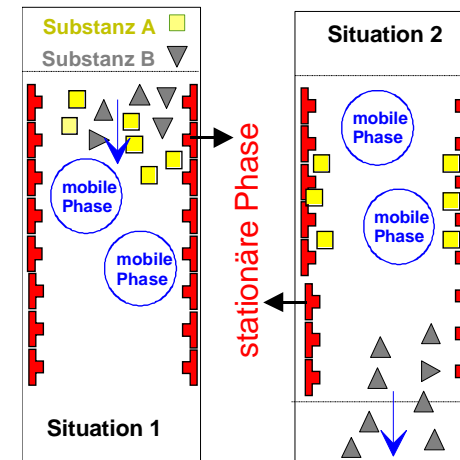 Substanz A
Substanz B
mobile
Phase
mobile
Phase
Situation 1
stationäre Phase
Situation 2
mobile
Phase
mobile
Phase